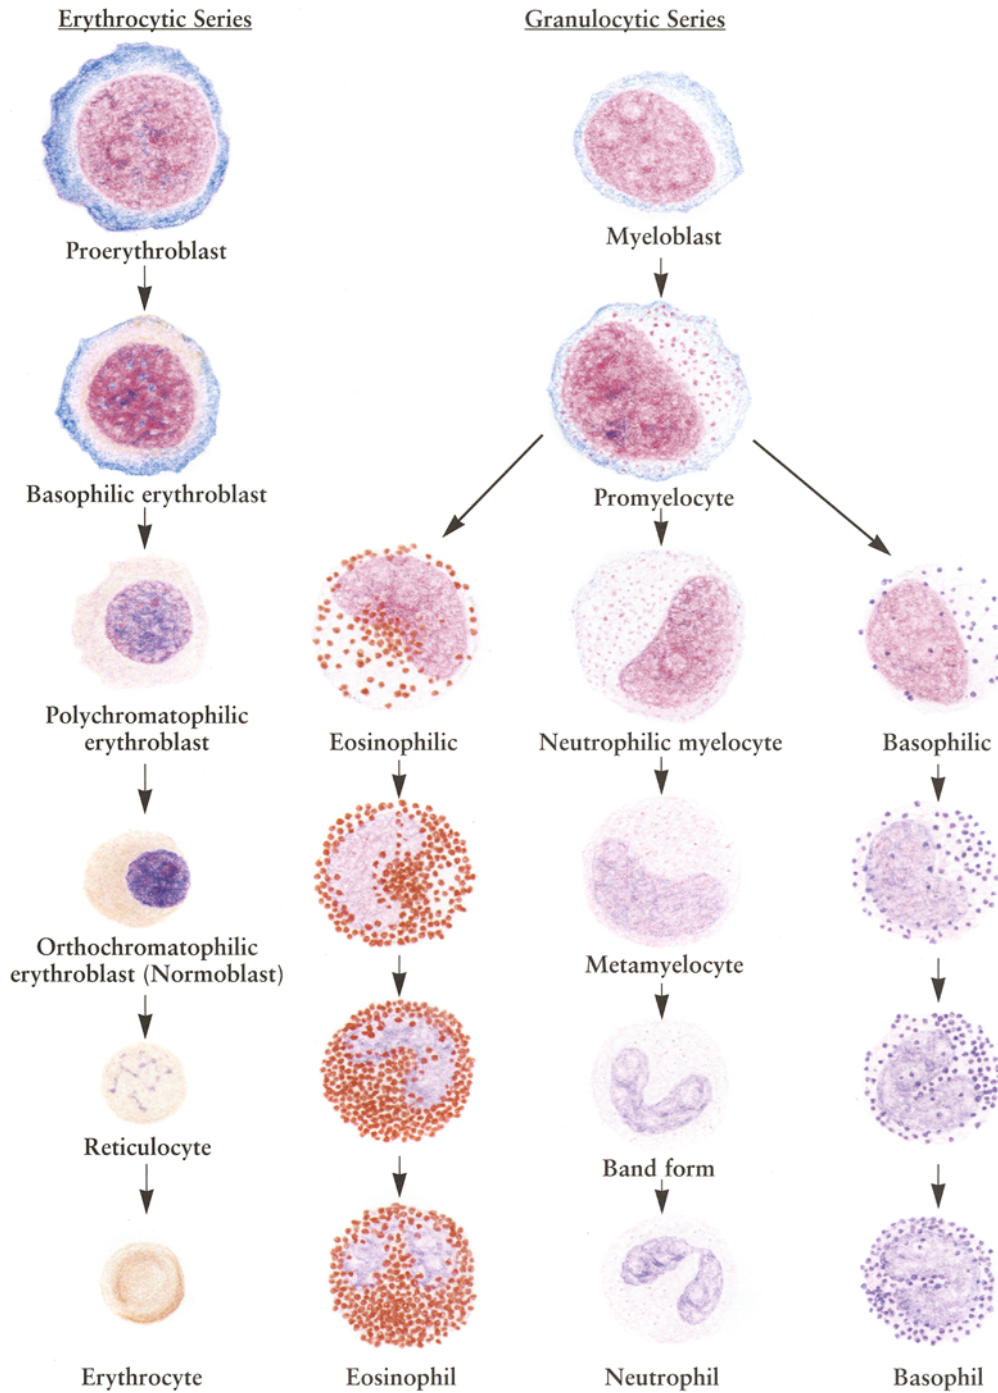 Erythrocytic Series
Granulocytic Series
Proerythroblast
Myeloblast
Basophilic erythroblast
Promyelocyte
Polychromatophilic
erythroblast
Eosinophilic
Neutrophilic myelocyte
Basophilic
Orthochromatophilic
erythroblast (Normoblast)
Metamyelocyte
Reticulocyte
Band form
Erythrocyte
Eosinophil
Neutrophil
Basophil